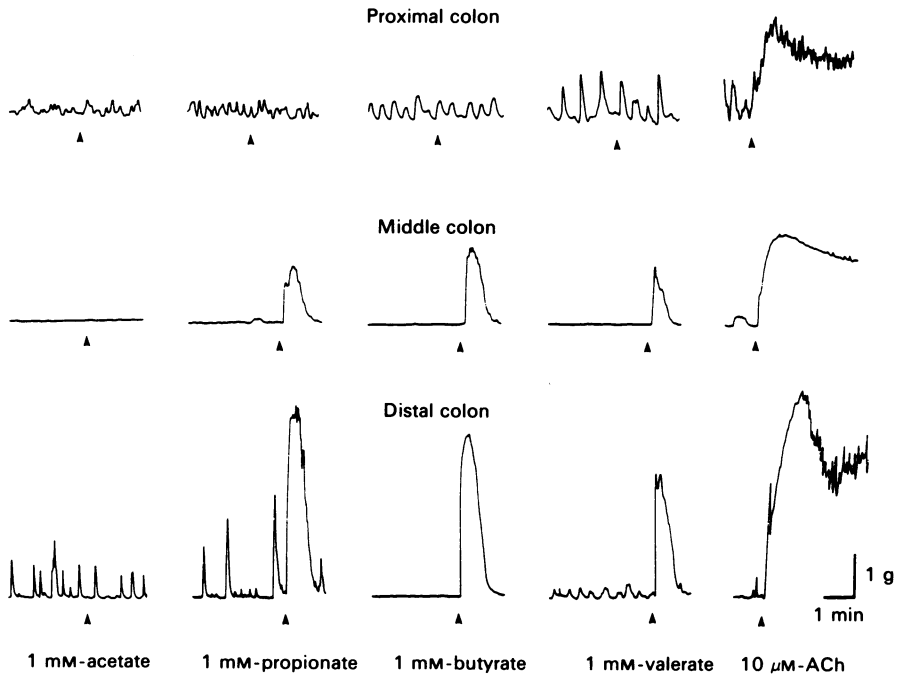 Proximal colon
Middle colon
Distal colon
1 g
1 min
1 mM-acetate
1 mM-propionate
1 mM-butyrate
1 mM-valerate
10 μM-ACh